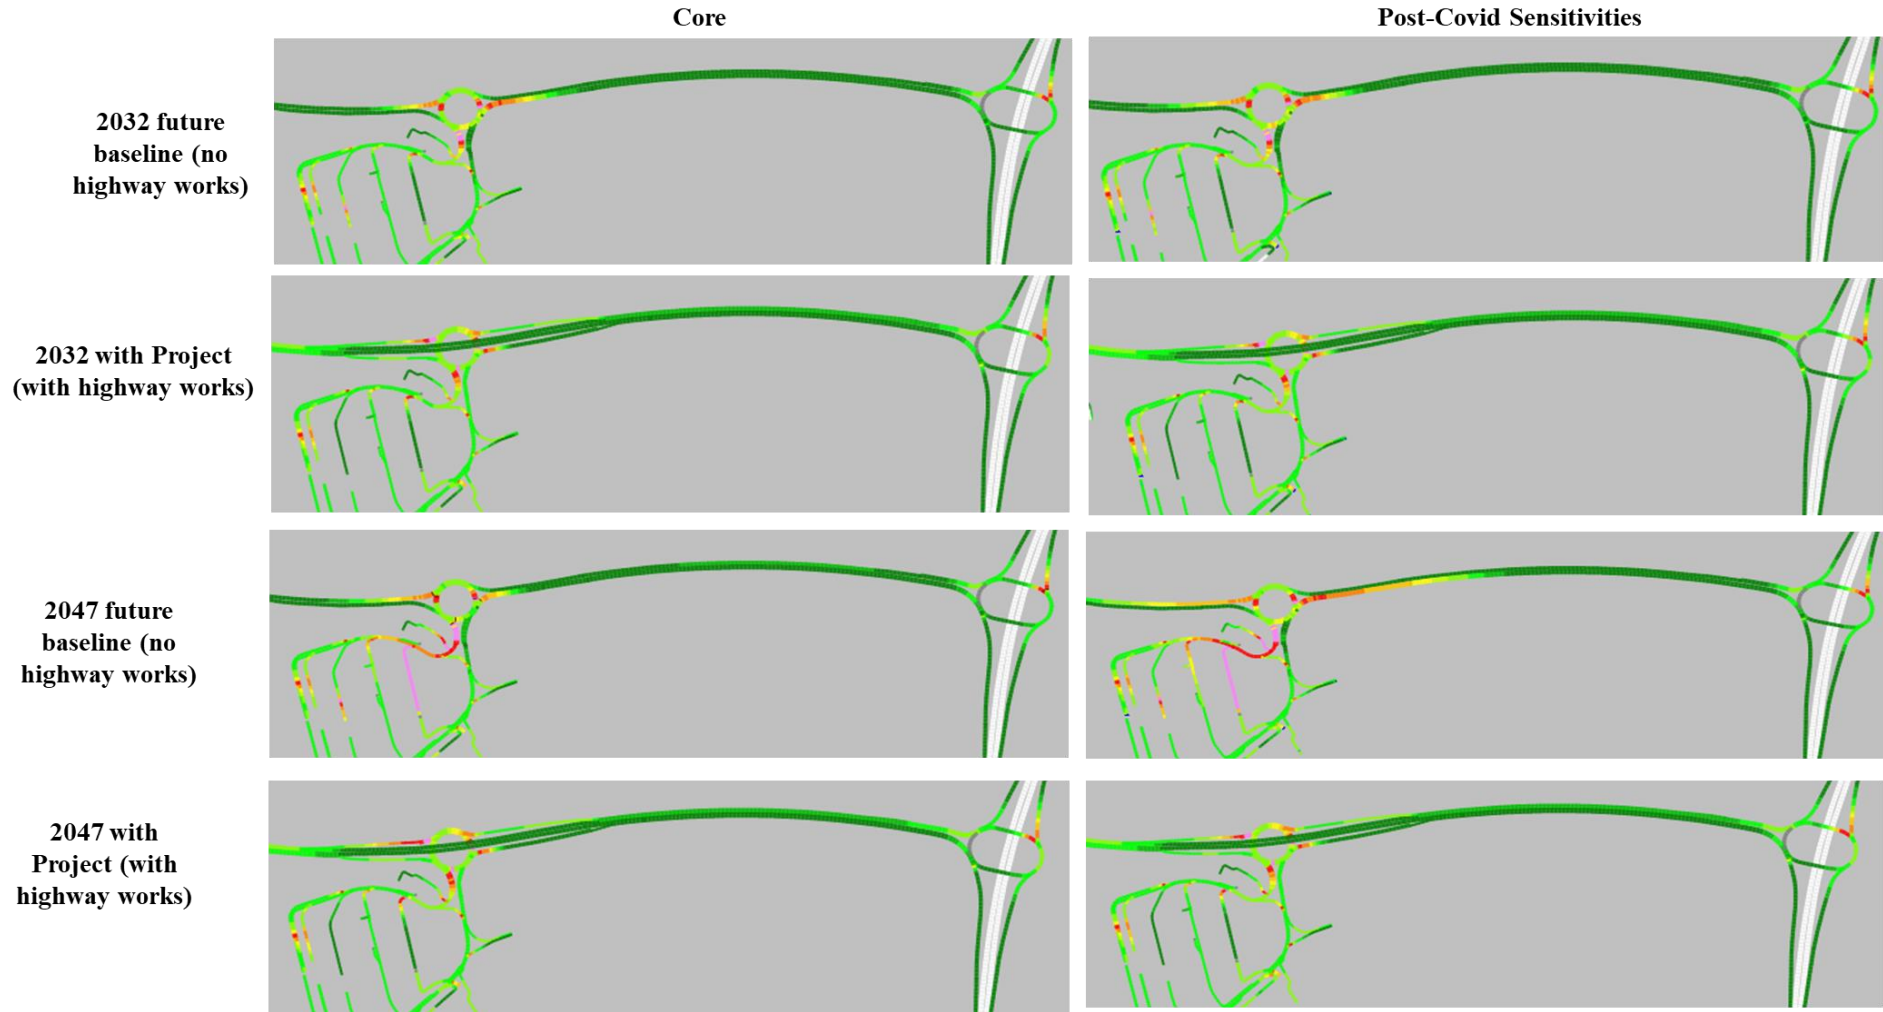 Core
Post-Covid Sensitivities
2032 future
baseline (no
highway works)
2032 with Project
(with highway works)
2047 future
baseline (no
highway works)
2047 with
Project (with
highway works)